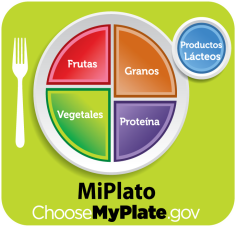 Productos
Lácteos
Frutas
Granos
Vegetales
Proteína
MiPlato
ChooseMyPlate.gov